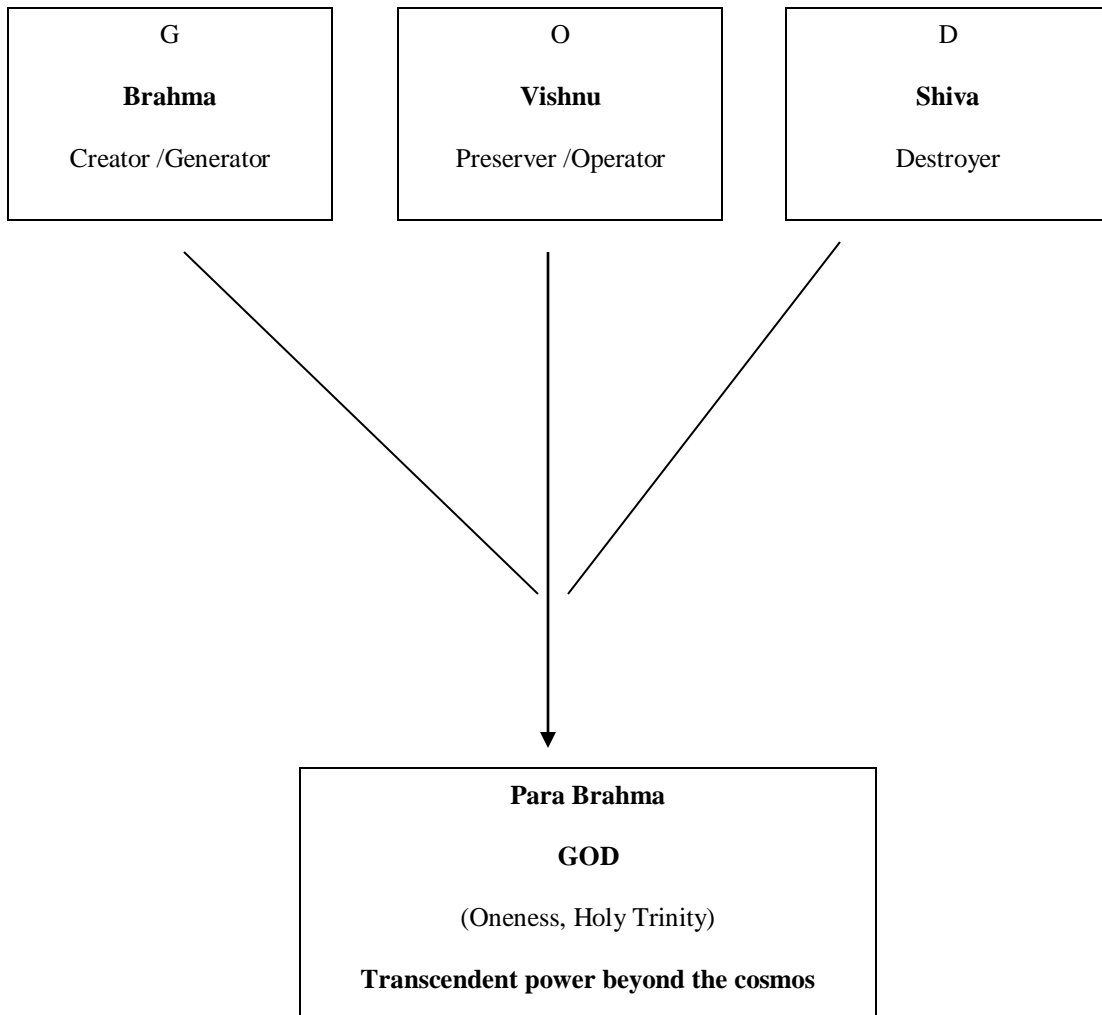 G
Brahma
Creator /Generator
O
Vishnu
Preserver /Operator
D
Shiva
Destroyer
Para Brahma
GOD
(Oneness, Holy Trinity)
Transcendent power beyond the cosmos